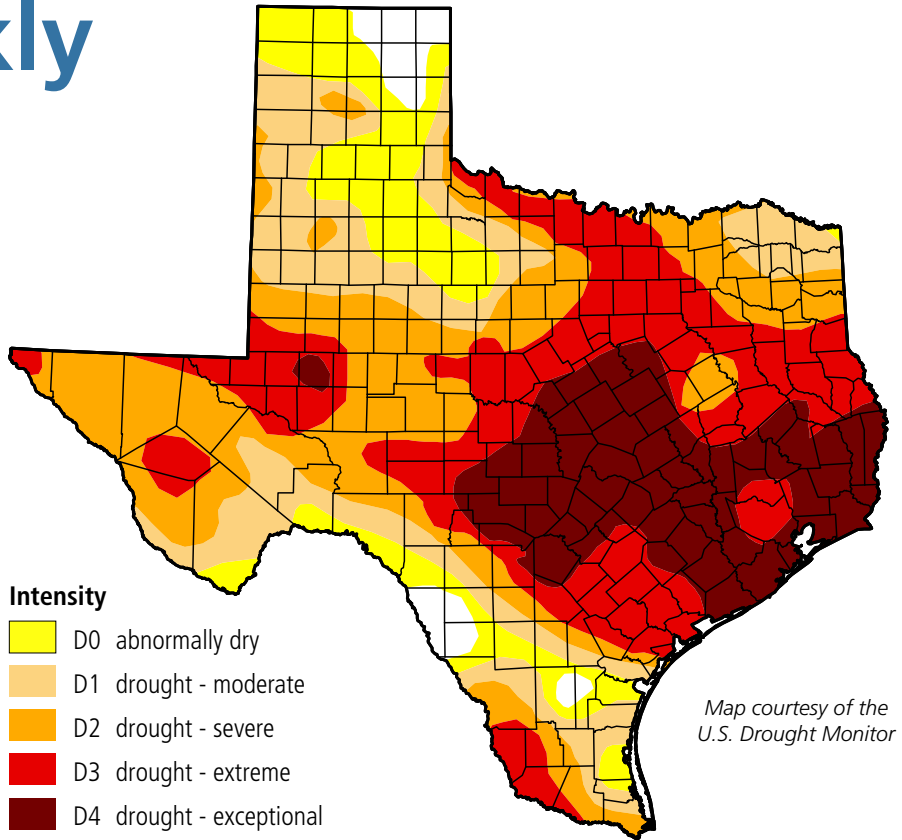 kly
Intensity
D0 abnormally dry
D1 drought - moderate
D2 drought - severe
D3 drought - extreme
D4 drought - exceptional
Map courtesy of the
U.S. Drought Monitor